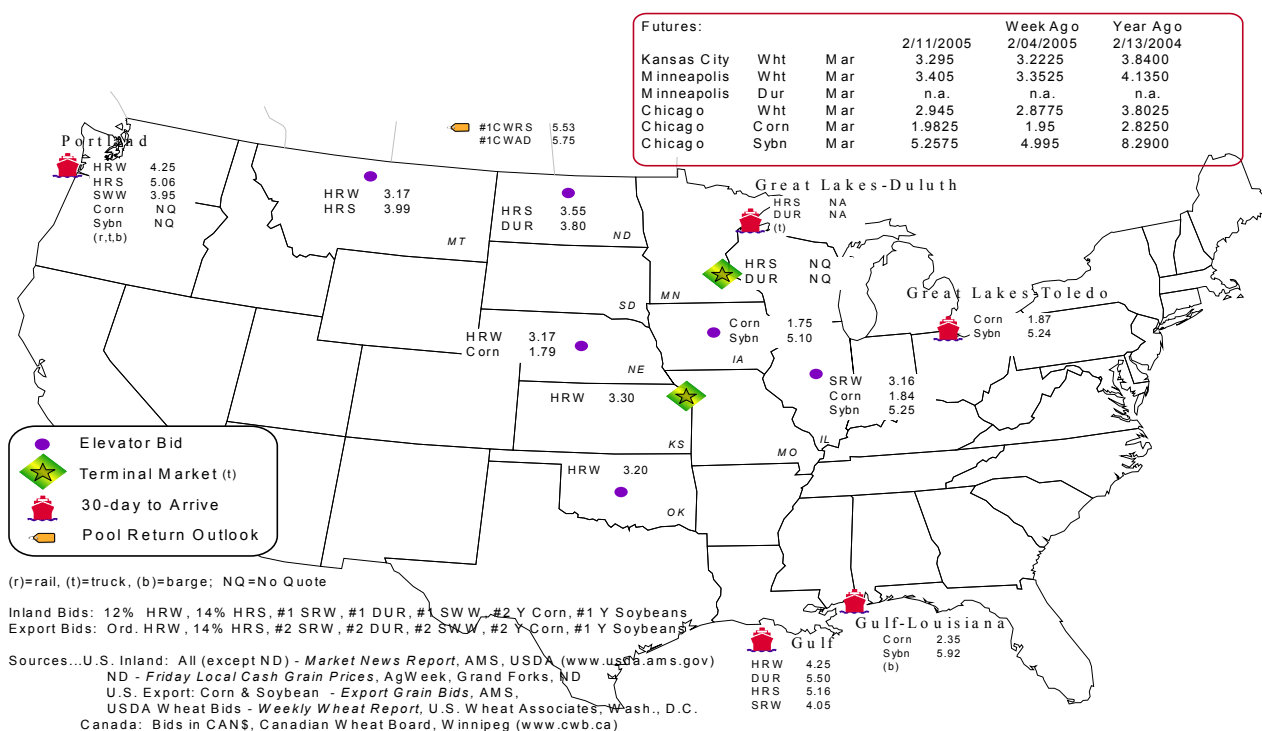 Futures: Week Ago Year Ago
2/11/2005 2/04/2005 2/13/2004
Kansas City Wht Mar 3.295 3.2225 3.8400
Minneapolis Wht Mar 3.405 3.3525 4.1350
Minneapolis Dur Mar n.a. n.a. n.a.
Chicago Wht Mar 2.945 2.8775 3.8025
Chicago Corn Mar 1.9825 1.95 2.8250
Chicago Sybn Mar 5.2575 4.995 8.2900
#1CWRS 5.53
#1CWAD 5.75
Portland
HRW 4.25
HRS 5.06
SWW 3.95
Corn NQ
Sybn NQ
(r,t,b)
HRW 3.17
HRS 3.99
MT
HRS 3.55
DUR 3.80
ND
Great Lakes-Duluth
HRS NA
DUR NA
(t)
HRS NQ
DUR NQ
MN
SD
Great Lakes-Toledo
Corn 1.87
Sybn 5.24
HRW 3.17
Corn 1.79
NE
Corn 1.75
Sybn 5.10
IA
SRW 3.16
Corn 1.84
Sybn 5.25
IL
HRW 3.30
KS
MO
HRW 3.20
OK
Elevator Bid
Terminal Market (t)
30-day to Arrive
Pool Return Outlook
Gulf-Louisiana
Corn 2.35
Sybn 5.92
(b)
Gulf
HRW 4.25
DUR 5.50
HRS 5.16
SRW 4.05
(r)=rail, (t)=truck, (b)=barge; NQ=No Quote
Inland Bids: 12% HRW, 14% HRS, #1 SRW, #1 DUR, #1 SWW, #2 Y Corn, #1 Y Soybeans
Export Bids: Ord. HRW, 14% HRS, #2 SRW, #2 DUR, #2 SWW, #2 Y Corn, #1 Y Soybeans
Sources...U.S. Inland: All (except ND) - Market News Report, AMS, USDA (www.usda.ams.gov)
ND - Friday Local Cash Grain Prices, AgWeek, Grand Forks, ND
U.S. Export: Corn & Soybean - Export Grain Bids, AMS,
USDA Wheat Bids - Weekly Wheat Report, U.S. Wheat Associates, Wash., D.C.
Canada: Bids in CAN$, Canadian Wheat Board, Winnipeg (www.cwb.ca)